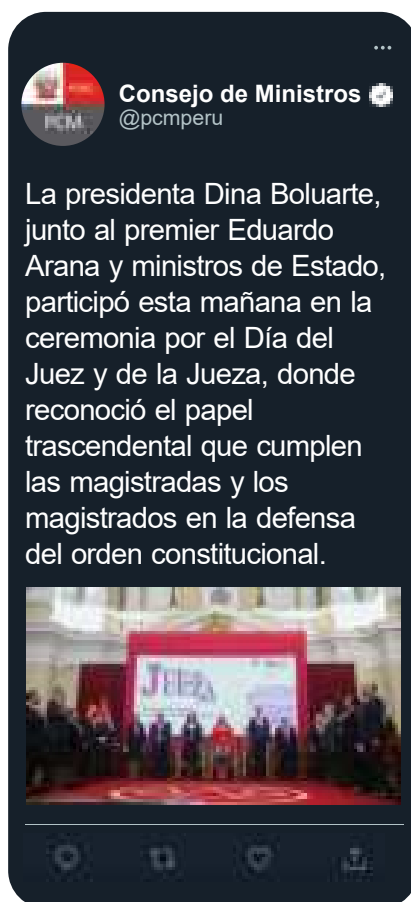 Consejo de Ministros
@pcmperu
PCM
La presidenta Dina Boluarte,
junto al premier Eduardo
Arana y ministros de Estado,
participó esta mañana en la
ceremonia por el Día del
Juez y de la Jueza, donde
reconoció el papel
trascendental que cumplen
las magistradas y los
magistrados en la defensa
del orden constitucional.
JUEZA